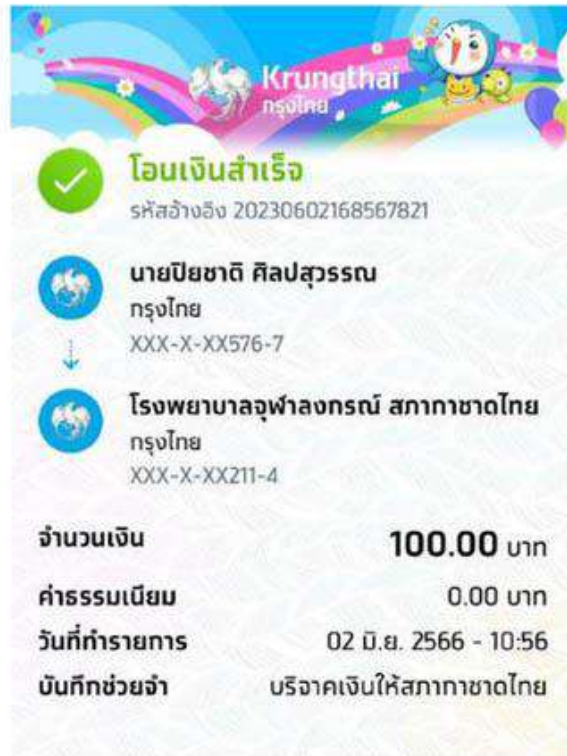 Krungthai
กรุงไทย
โอนเงินสำเร็จ
รหัสอ้างอิง 20230602168567821
นายปิยชาติ ศิลปสุวรรณ
กรุงไทย
XXX-X-XX576-7
โรงพยาบาลจุฬาลงกรณ์ สภากาชาดไทย
กรุงไทย
XXX-X-XX211-4
จำนวนเงิน 100.00 บาท
ค่าธรรมเนียม 0.00 บาท
วันที่ทำรายการ 02 มิ.ย. 2566 - 10:56
บันทึกช่วยจำ บริจาคเงินให้สภากาชาดไทย